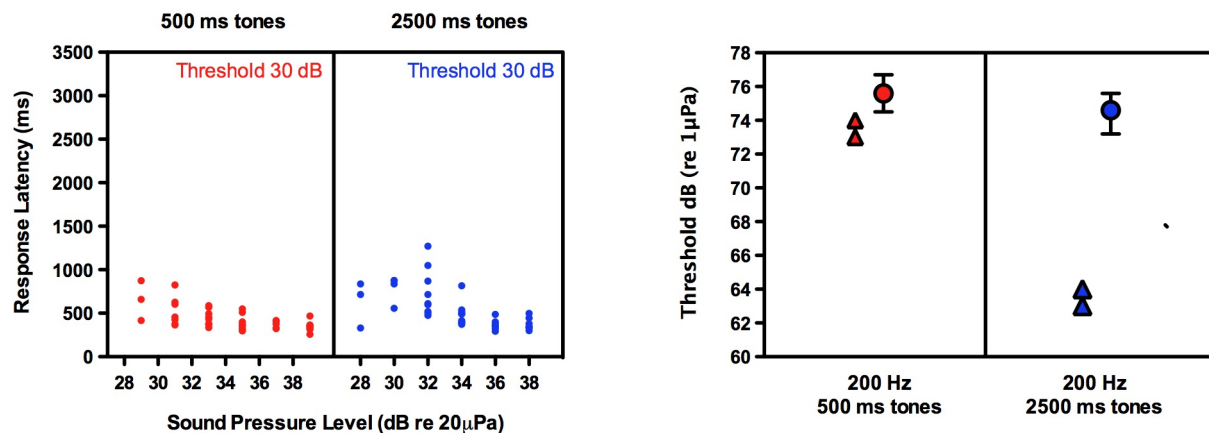 500 ms tones
2500 ms tones
Response Latency (ms)
3500
3000
2500
2000
1500
1000
500
0
Threshold 30 dB
Threshold 30 dB
28 30 32 34 36 38 28 30 32 34 36 38
Sound Pressure Level (dB re 20μPa)
Threshold dB (re 1μPa)
78
76
74
72
70
68
66
64
62
60
200 Hz
500 ms tones
200 Hz
2500 ms tones